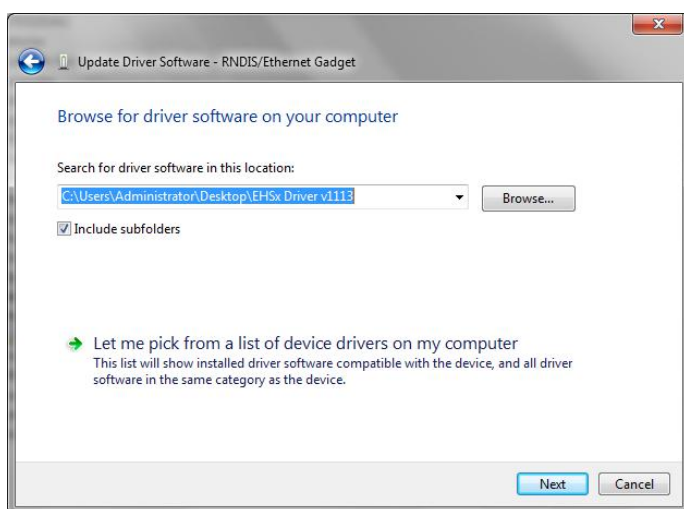 Update Driver Software - RNDIS/Ethernet Gadget
Browse for driver software on your computer
Search for driver software in this location:
C:\Users\Administrator\Desktop\EHSx Driver v1113
Browse...
Include subfolders
Let me pick from a list of device drivers on my computer
This list will show installed driver software compatible with the device, and all driver
software in the same category as the device.
Next
Cancel